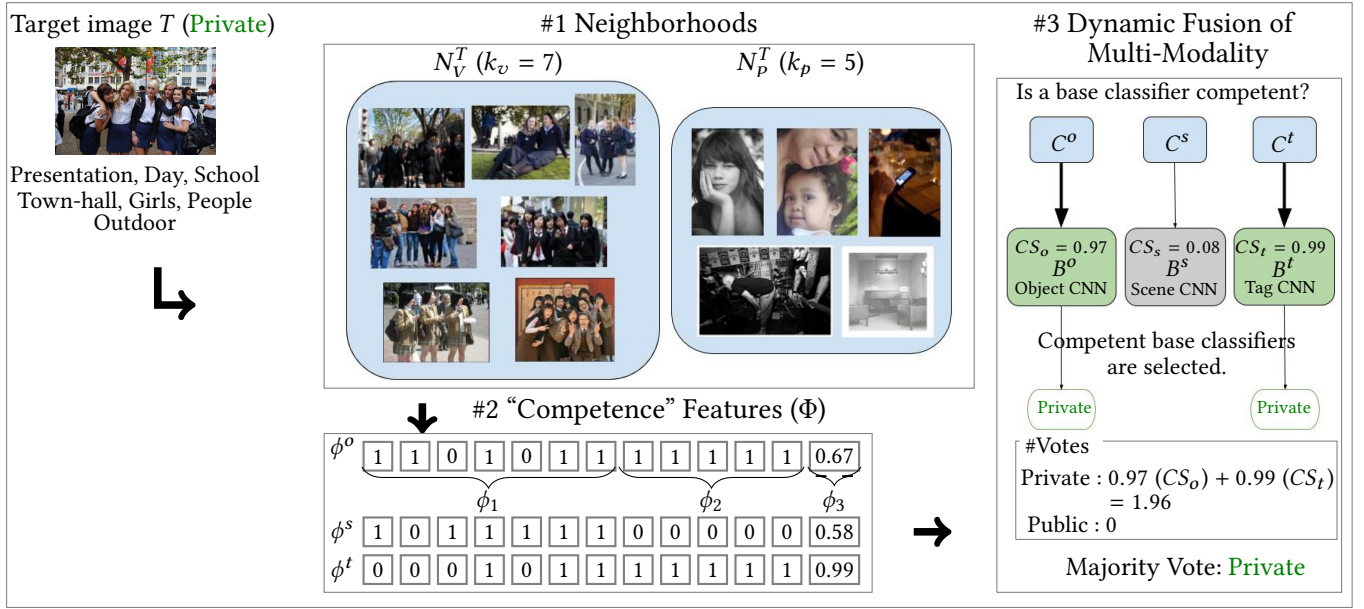 Target image T (Private)
Presentation, Day, School
Town-hall, Girls, People
Outdoor
#1 Neighborhoods
N_V^T (k_v = 7)
N_P^T (k_p = 5)
#2 “Competence” Features (Φ)
ϕ^o 1 1 0 1 0 1 1 1 1 1 1 1 0.67
ϕ_1 ϕ_2 ϕ_3
ϕ^s 1 0 1 1 1 1 1 0 0 0 0 0 0.58
ϕ^t 0 0 0 1 0 1 1 1 1 1 1 1 0.99
#3 Dynamic Fusion of
Multi-Modality
Is a base classifier competent?
C^o C^s C^t
CS_o = 0.97 CS_s = 0.08 CS_t = 0.99
B^o B^s B^t
Object CNN Scene CNN Tag CNN
Competent base classifiers
are selected.
Private Private
#Votes
Private : 0.97 (CS_o) + 0.99 (CS_t)
= 1.96
Public : 0
Majority Vote: Private